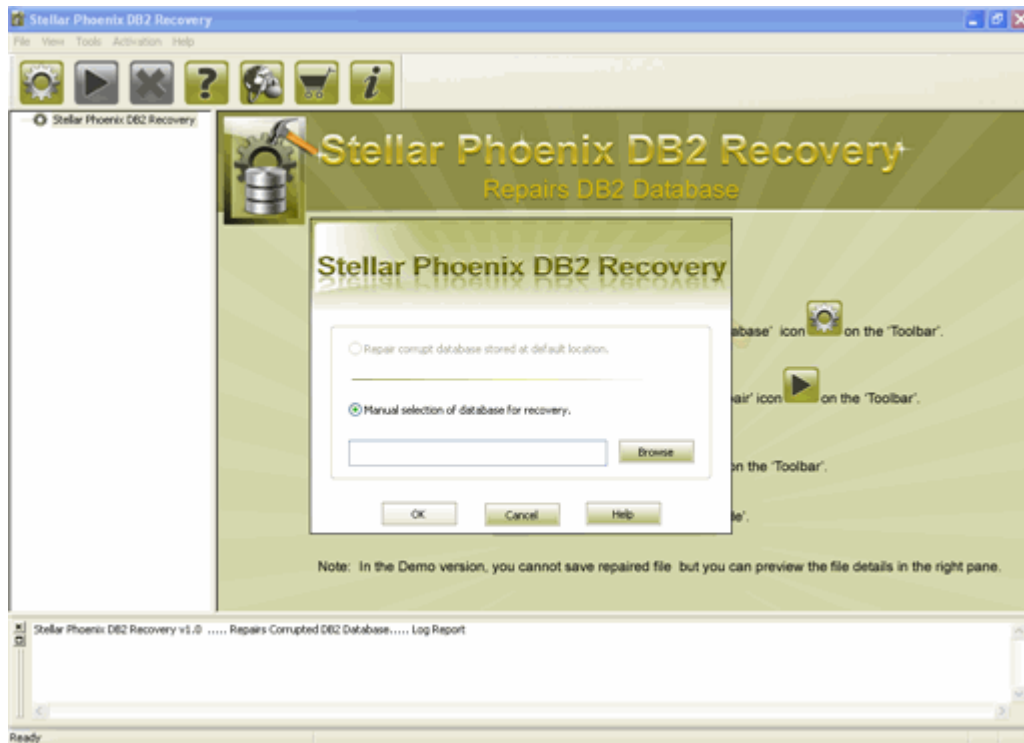 Stellar Phoenix DB2 Recovery
File View Tools Activation Help
Stellar Phoenix DB2 Recovery
Stellar Phoenix DB2 Recovery
Repairs DB2 Database
Stellar Phoenix DB2 Recovery
abase' icon on the 'Toolbar'.
Repair corrupt database stored at default location.
air' icon on the 'Toolbar'.
Manual selection of database for recovery.
Browse
on the 'Toolbar'.
OK Cancel Help
le'.
Note: In the Demo version, you cannot save repaired file but you can preview the file details in the right pane.
Stellar Phoenix DB2 Recovery v1.0 ..... Repairs Corrupted DB2 Database..... Log Report
Ready